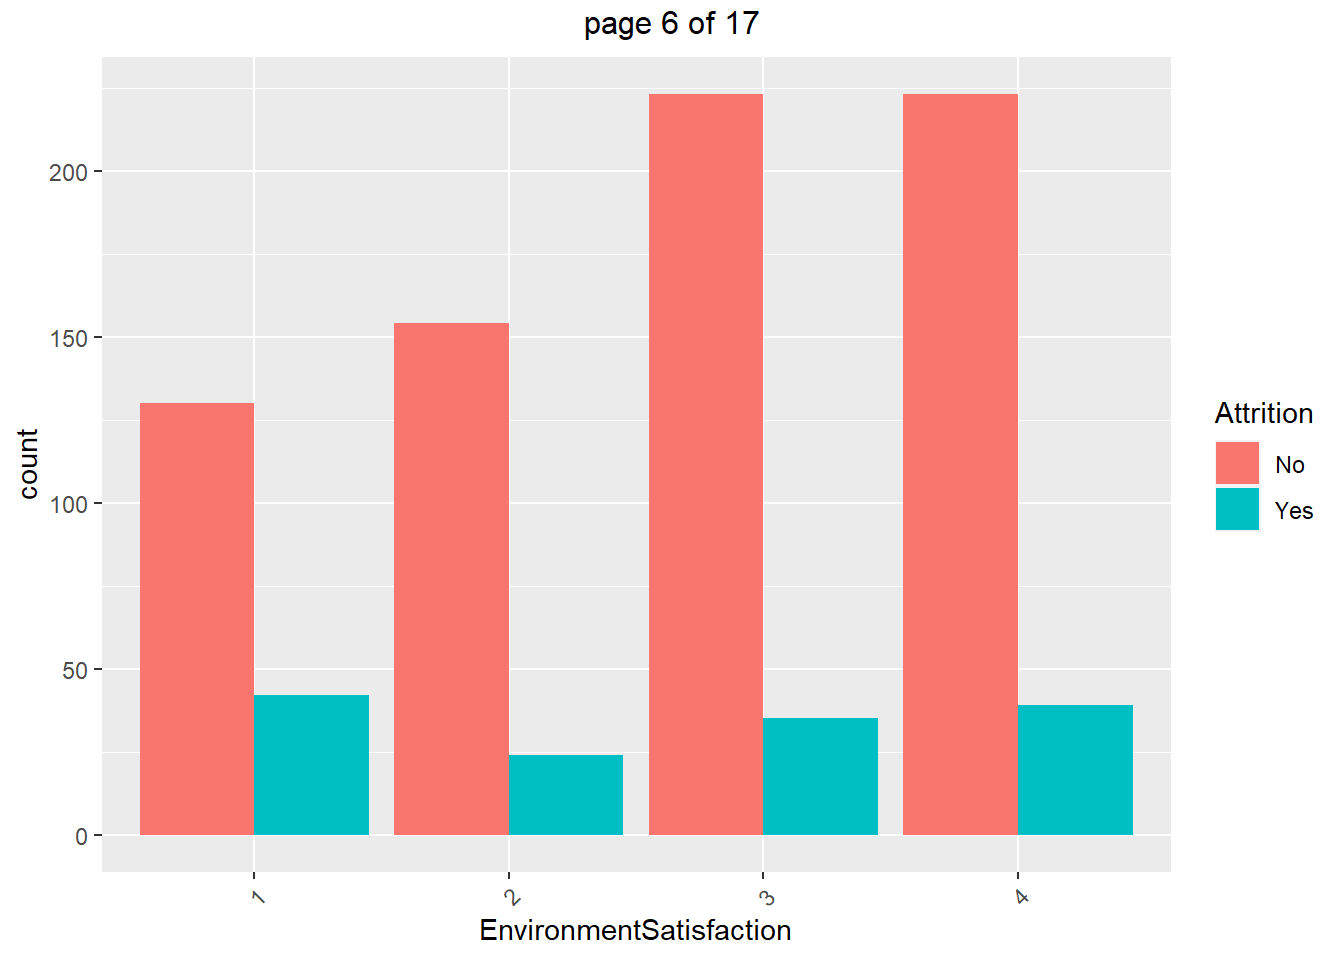 page 6 of 17
200
150
100
50
0
count
1
2
3
4
EnvironmentSatisfaction
Attrition
No
Yes